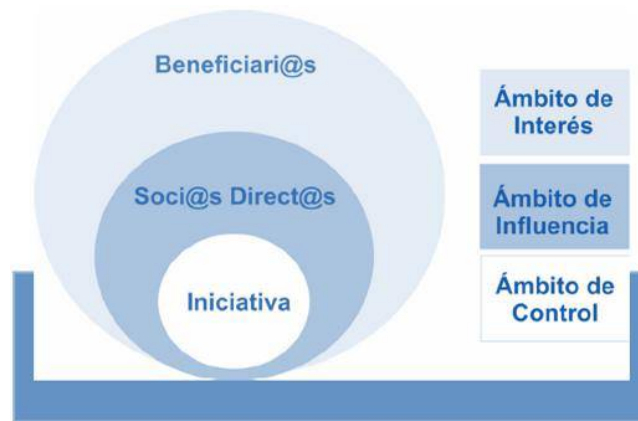 Beneficiari@s
Soci@s Direct@s
Iniciativa
Ámbito de
Interés
Ámbito de
Influencia
Ámbito de
Control